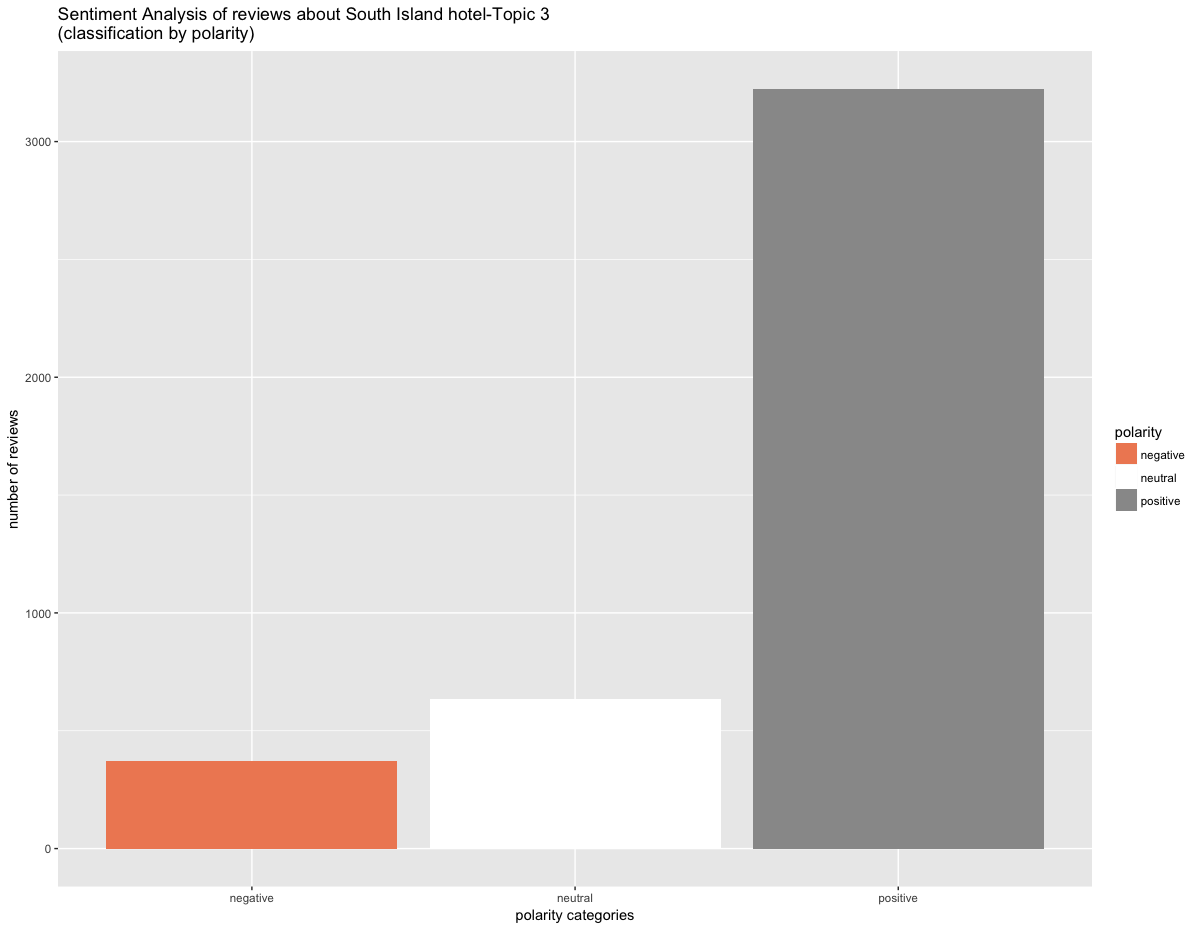 Sentiment Analysis of reviews about South Island hotel-Topic 3
(classification by polarity)
3000
2000
1000
0
number of reviews
negative
neutral
positive
polarity categories
polarity
negative
neutral
positive